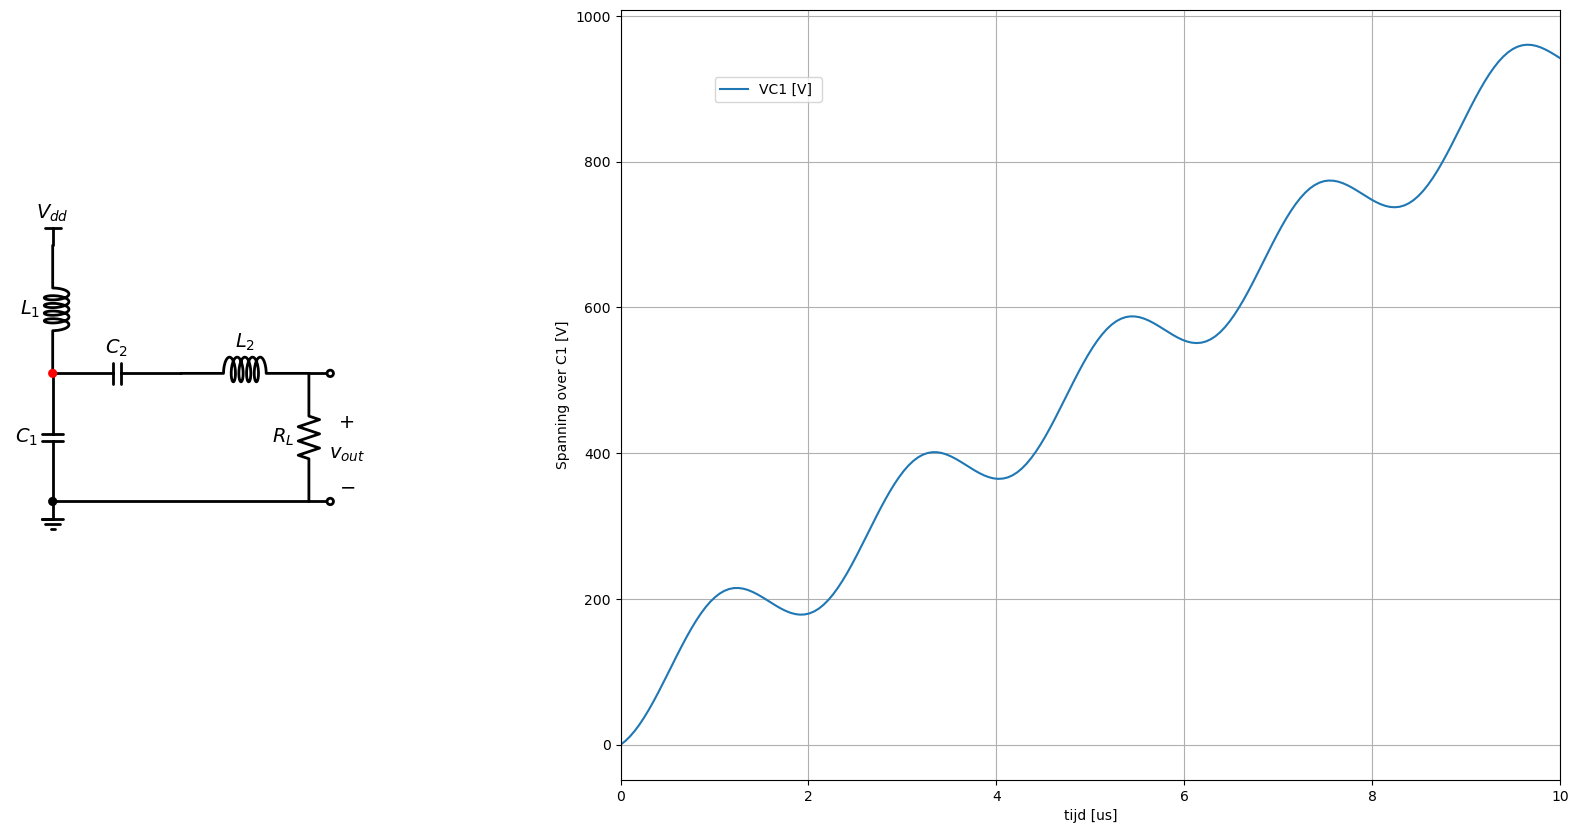 V_dd
L_1
C_2
L_2
C_1
R_L
+
v_out
−
1000
800
600
400
200
0
Spanning over C1 [V]
VC1 [V]
0 2 4 6 8 10
tijd [us]